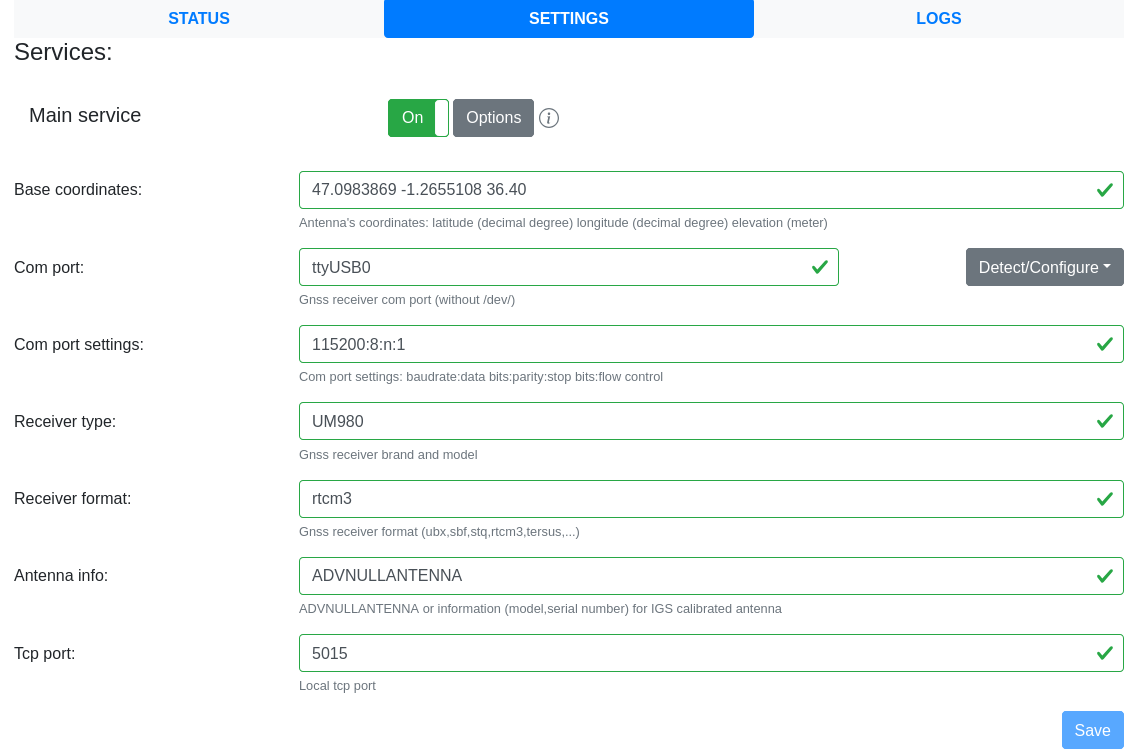 STATUS SETTINGS LOGS
Services:
Main service On Options i
Base coordinates: 47.0983869 -1.2655108 36.40
Antenna's coordinates: latitude (decimal degree) longitude (decimal degree) elevation (meter)
Com port: ttyUSB0 Detect/Configure
Gnss receiver com port (without /dev/)
Com port settings: 115200:8:n:1
Com port settings: baudrate:data bits:parity:stop bits:flow control
Receiver type: UM980
Gnss receiver brand and model
Receiver format: rtcm3
Gnss receiver format (ubx,sbf,stq,rtcm3,tersus,...)
Antenna info: ADVNULLANTENNA
ADVNULLANTENNA or information (model,serial number) for IGS calibrated antenna
Tcp port: 5015
Local tcp port
Save